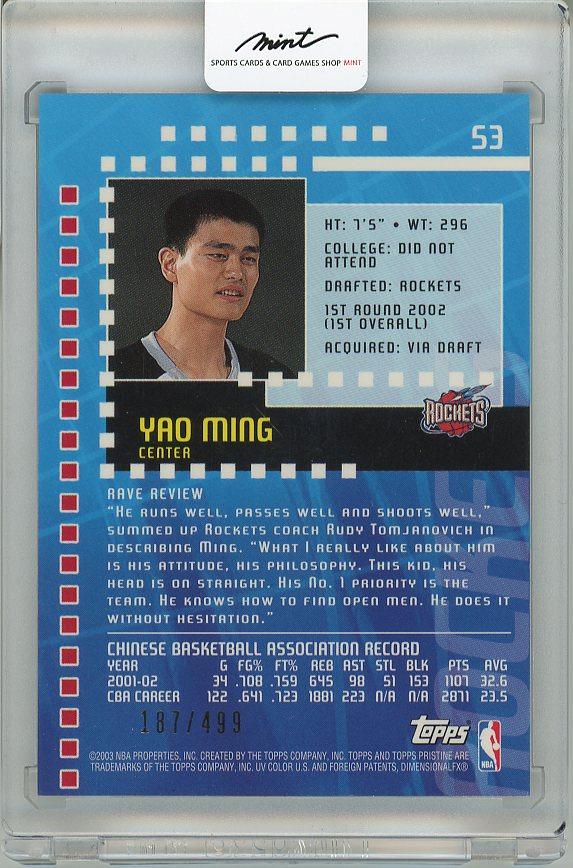 mint
SPORTS CARDS & CARD GAMES SHOP MINT
53
HT: 7'5" • WT: 296
COLLEGE: DID NOT
ATTEND
DRAFTED: ROCKETS
1ST ROUND 2002
(1ST OVERALL)
ACQUIRED: VIA DRAFT
ROCKETS
YAO MING
CENTER
RAVE REVIEW
"HE RUNS WELL, PASSES WELL AND SHOOTS WELL,"
SUMMED UP ROCKETS COACH RUDY TOMJANOVICH IN
DESCRIBING MING. "WHAT I REALLY LIKE ABOUT HIM
IS HIS ATTITUDE, HIS PHILOSOPHY. THIS KID, HIS
HEAD IS ON STRAIGHT. HIS NO. 1 PRIORITY IS THE
TEAM. HE KNOWS HOW TO FIND OPEN MEN. HE DOES IT
WITHOUT HESITATION."
CHINESE BASKETBALL ASSOCIATION RECORD
YEAR G FG% FT% REB AST STL BLK PTS AVG
2001-02 34 .708 .759 645 98 51 153 1107 32.6
CBA CAREER 122 .641 .723 1881 223 N/A N/A 2871 23.5
187/499
TOPPS
NBA
©2003 NBA PROPERTIES, INC. CREATED BY THE TOPPS COMPANY, INC. TOPPS AND TOPPS PRISTINE ARE
TRADEMARKS OF THE TOPPS COMPANY, INC. UV COLOR U.S. AND FOREIGN PATENTS, DIMENSIONALFX®